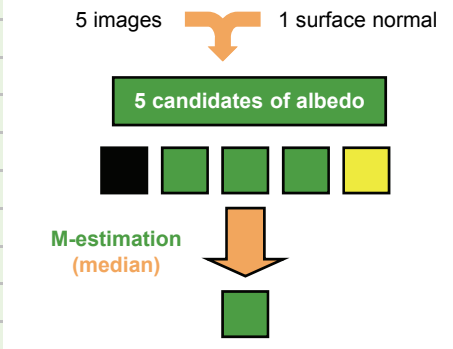 5 images 1 surface normal
5 candidates of albedo
M-estimation
(median)